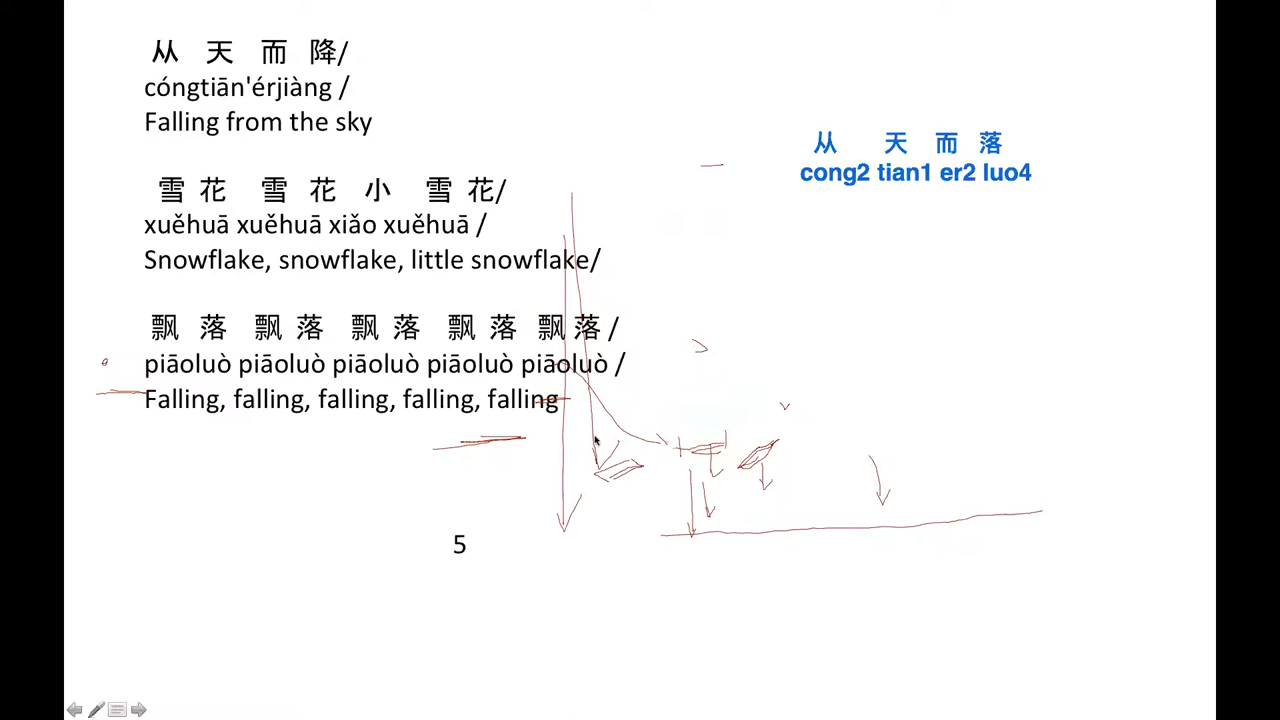 从 天 而 降/
cóngtiān'érjiàng /
Falling from the sky
从 天 而 落
cong2 tian1 er2 luo4
雪 花 雪 花 小 雪 花/
xuěhuā xuěhuā xiǎo xuěhuā /
Snowflake, snowflake, little snowflake/
飘 落 飘 落 飘 落 飘 落 飘 落 /
piāoluò piāoluò piāoluò piāoluò piāoluò /
Falling, falling, falling, falling, falling
5